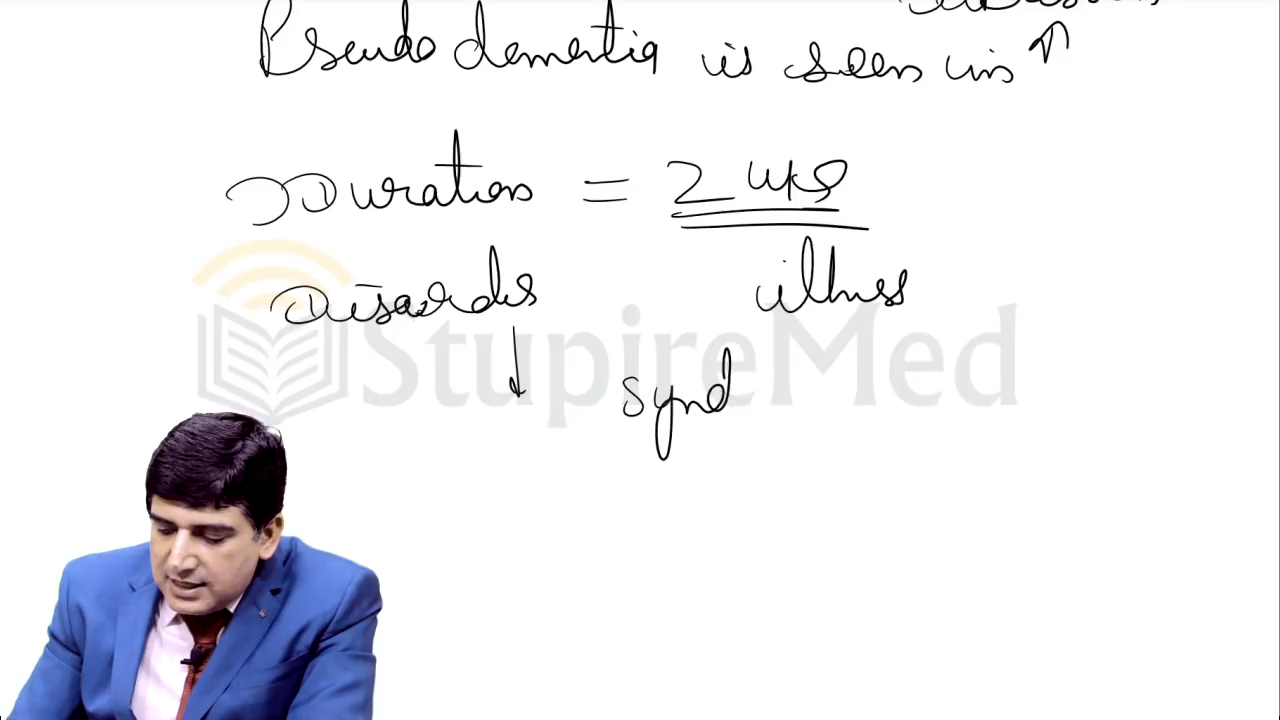 Pseudo dementia is seen in ↑
Duration = 2 wks
Disorder illness
↓ synd
StupireMed